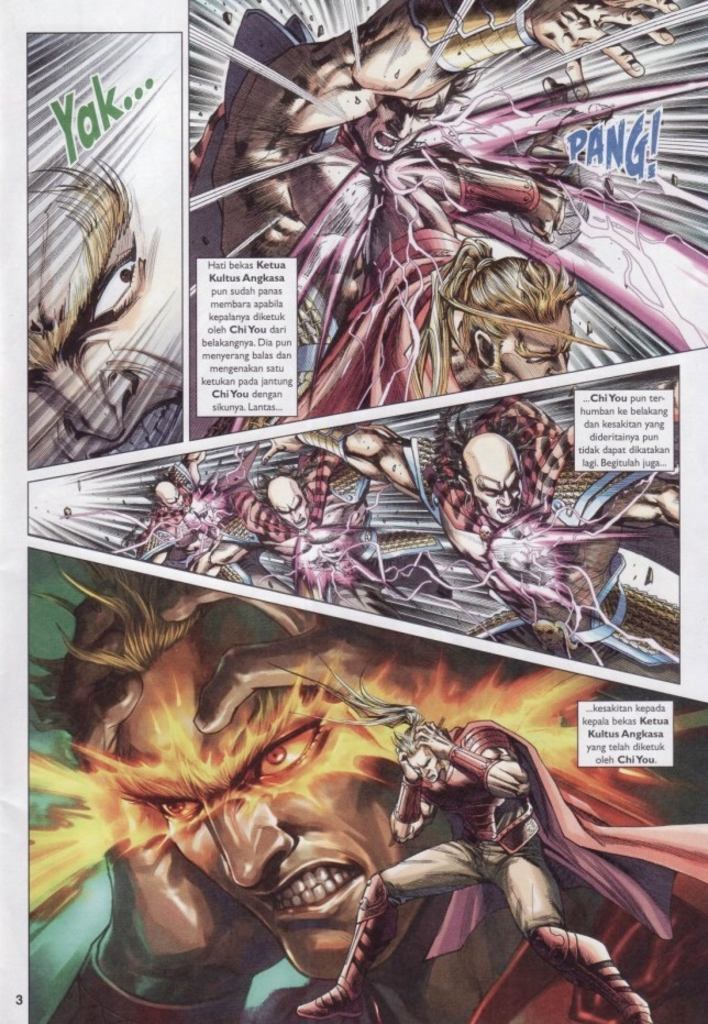 Yak...
PANG!
Hati bekas Ketua
Kultus Angkasa
pun sudah panas
membara apabila
kepalanya diketuk
oleh Chi You dari
belakangnya. Dia pun
menyerang balas dan
mengenakan satu
ketukan pada jantung
Chi You dengan
sikunya. Lantas...
...Chi You pun ter-
humban ke belakang
dan kesakitan yang
dideritainya pun
tidak dapat dikatakan
lagi. Begitulah juga...
...kesakitan kepada
kepala bekas Ketua
Kultus Angkasa
yang telah diketuk
oleh Chi You.
3